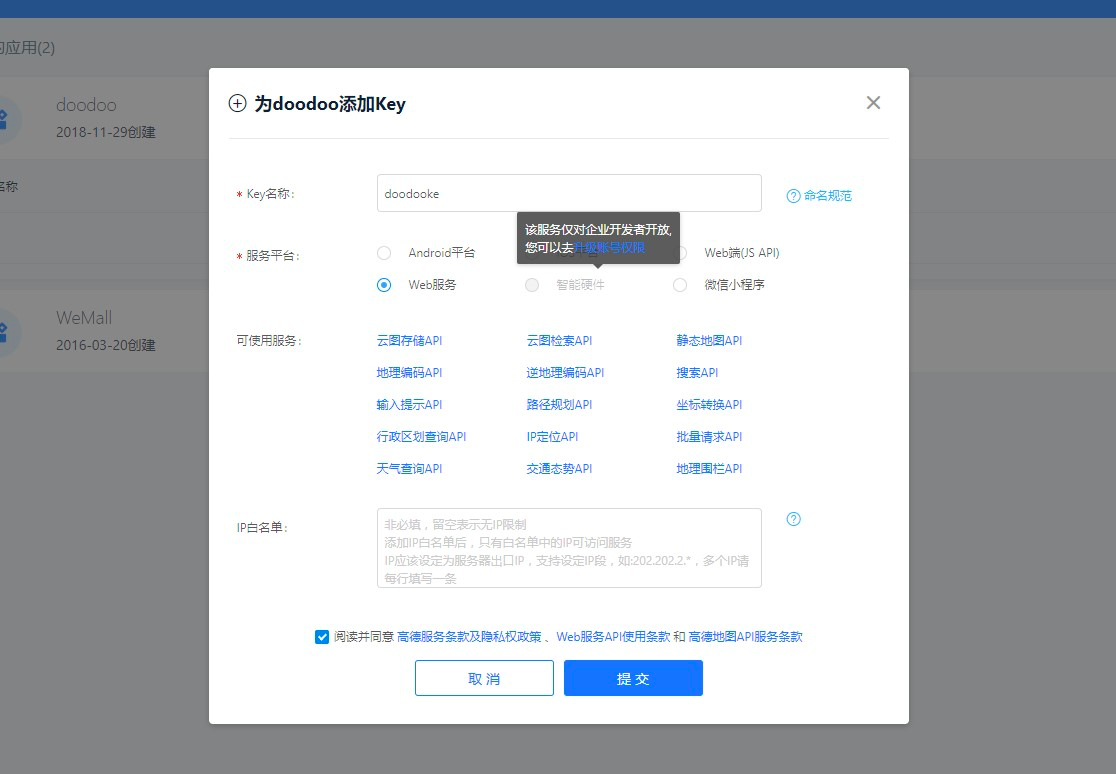 的应用(2)
doodoo
2018-11-29创建
名称
WeMall
2016-03-20创建
为doodoo添加Key
* Key名称:
doodooke
命名规范
该服务仅对企业开发者开放,
您可以去升级账号权限
* 服务平台:
Android平台
Web端(JS API)
Web服务
智能硬件
微信小程序
可使用服务:
云图存储API
云图检索API
静态地图API
地理编码API
逆地理编码API
搜索API
输入提示API
路径规划API
坐标转换API
行政区划查询API
IP定位API
批量请求API
天气查询API
交通态势API
地理围栏API
IP白名单:
非必填，留空表示无IP限制
添加IP白名单后，只有白名单中的IP可访问服务
IP应该设定为服务器出口IP，支持设定IP段，如:202.202.2.*，多个IP请
每行填写一条
阅读并同意 高德服务条款及隐私权政策 、Web服务API使用条款 和 高德地图API服务条款
取 消
提 交